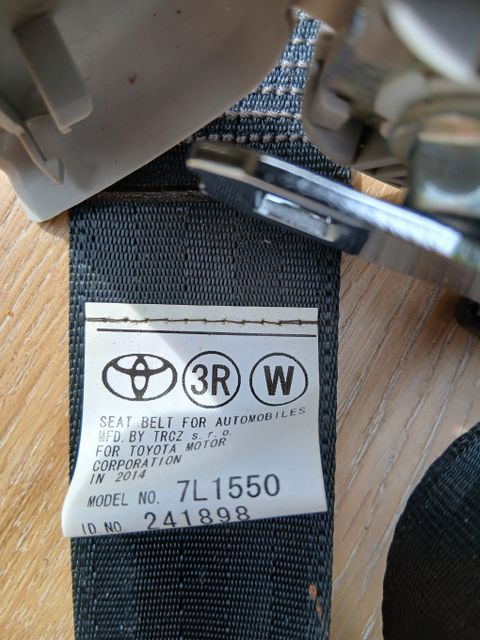 3R W
SEAT BELT FOR AUTOMOBILES
MFD. BY TRCZ s.r.o.
FOR TOYOTA MOTOR
CORPORATION
IN 2014
MODEL NO. 7L1550
ID NO 241898